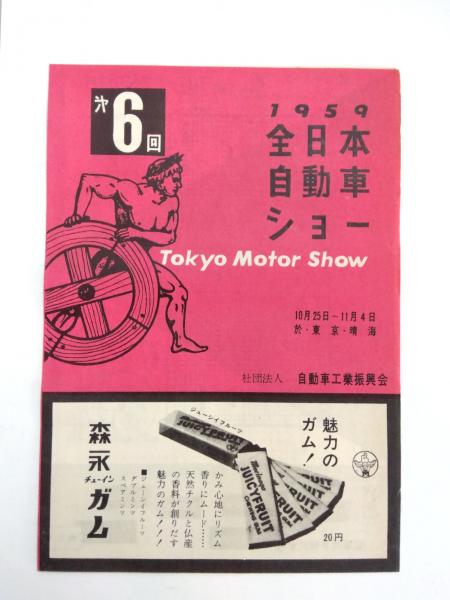 第
6
回
1959
全日本
自動車
ショー
Tokyo Motor Show
10月25日~11月4日
於・東京・晴海
社団法人 自動車工業振興会
魅力の
ガム!
20円
ジューシイフルーツ
JUICYFRUIT
CHEWING GUM
JUICYFRUIT
かみ心地にリズム
香りにムード……
天然チクルと仏産
の香料が創りだす
魅力のガム!!!
■ジューシイフルーツ
ダブルミンツ
スペアミンツ
森永
チューイン
ガム